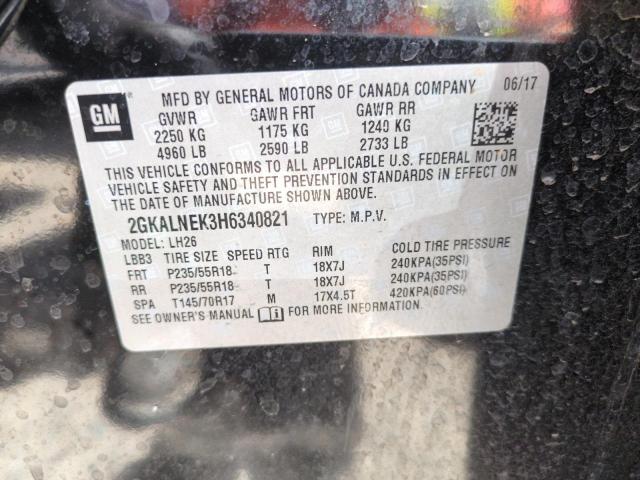 GM
MFD BY GENERAL MOTORS OF CANADA COMPANY 06/17
GVWR GAWR FRT GAWR RR
2250 KG 1175 KG 1240 KG
4960 LB 2590 LB 2733 LB
THIS VEHICLE CONFORMS TO ALL APPLICABLE U.S. FEDERAL MOTOR
VEHICLE SAFETY AND THEFT PREVENTION STANDARDS IN EFFECT ON
THE DATE OF MANUFACTURE SHOWN ABOVE.
2GKALNEK3H6340821 TYPE: M.P.V.
MODEL: LH26
LBB3 TIRE SIZE SPEED RTG RIM COLD TIRE PRESSURE
FRT P235/55R18 T 18X7J 240KPA(35PSI)
RR P235/55R18 T 18X7J 240KPA(35PSI)
SPA T145/70R17 M 17X4.5T 420KPA(60PSI)
SEE OWNER'S MANUAL FOR MORE INFORMATION.